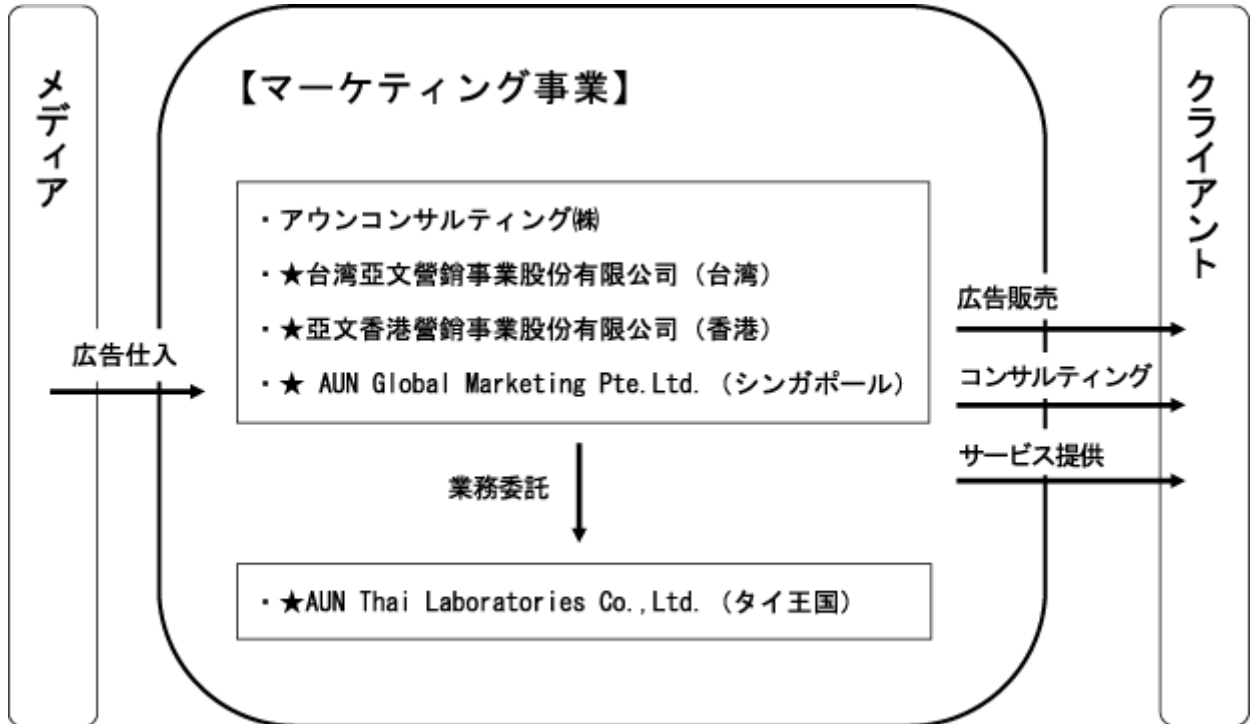 メディア
【マーケティング事業】
クライアント
・アウンコンサルティング㈱
・★台湾亞文營銷事業股份有限公司（台湾）
・★亞文香港營銷事業股份有限公司（香港）
・★ AUN Global Marketing Pte.Ltd.（シンガポール）
広告仕入
広告販売
コンサルティング
サービス提供
業務委託
・★AUN Thai Laboratories Co.,Ltd.（タイ王国）